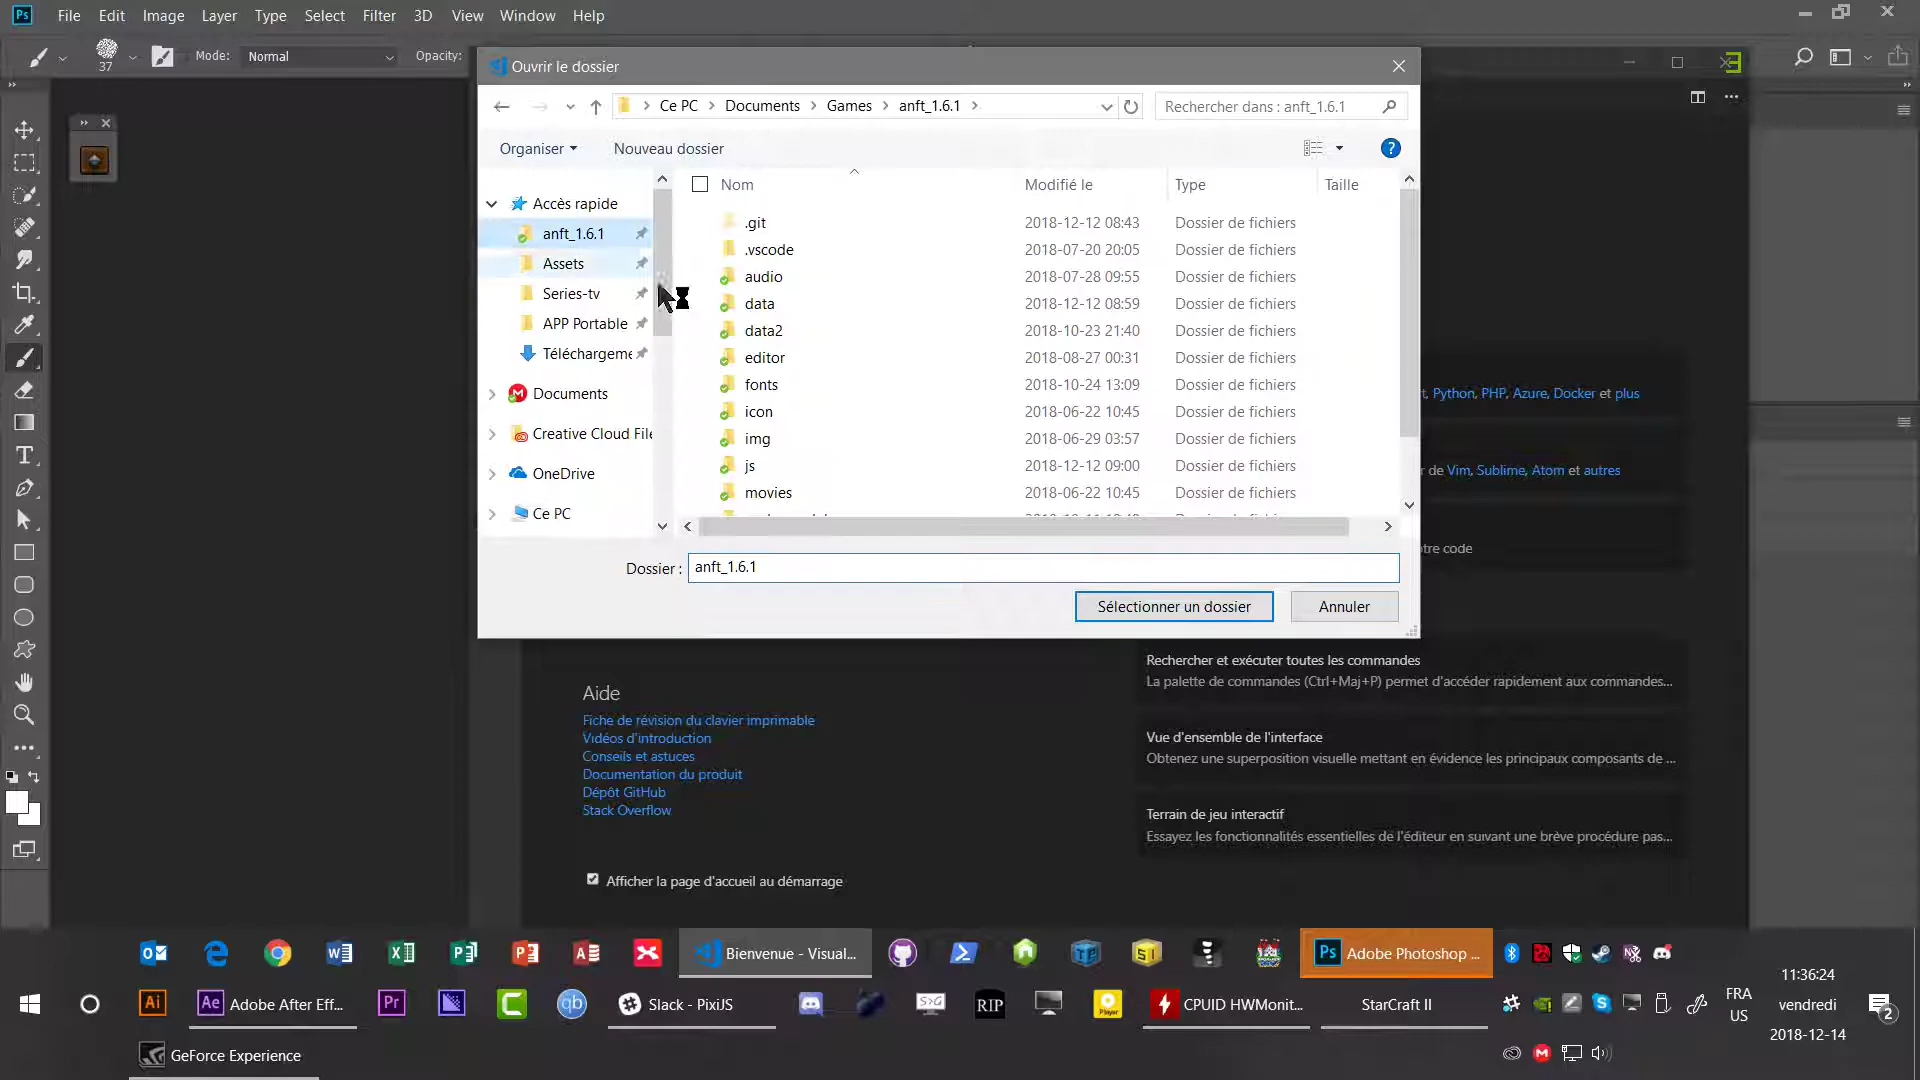 Ps File Edit Image Layer Type Select Filter 3D View Window Help
37 Mode: Normal Opacity:
Ouvrir le dossier
Ce PC Documents Games anft_1.6.1 Rechercher dans : anft_1.6.1
Organiser Nouveau dossier ?
Nom Modifié le Type Taille
Accès rapide
anft_1.6.1
Assets
Series-tv
APP Portable
Téléchargeme
Documents
Creative Cloud File
OneDrive
Ce PC
.git 2018-12-12 08:43 Dossier de fichiers
.vscode 2018-07-20 20:05 Dossier de fichiers
audio 2018-07-28 09:55 Dossier de fichiers
data 2018-12-12 08:59 Dossier de fichiers
data2 2018-10-23 21:40 Dossier de fichiers
editor 2018-08-27 00:31 Dossier de fichiers
fonts 2018-10-24 13:09 Dossier de fichiers
icon 2018-06-22 10:45 Dossier de fichiers
img 2018-06-29 03:57 Dossier de fichiers
js 2018-12-12 09:00 Dossier de fichiers
movies 2018-06-22 10:45 Dossier de fichiers
Dossier : anft_1.6.1
Sélectionner un dossier Annuler
t, Python, PHP, Azure, Docker et plus
r de Vim, Sublime, Atom et autres
otre code
Aide
Fiche de révision du clavier imprimable
Vidéos d'introduction
Conseils et astuces
Documentation du produit
Dépôt GitHub
Stack Overflow
Afficher la page d'accueil au démarrage
Rechercher et exécuter toutes les commandes
La palette de commandes (Ctrl+Maj+P) permet d'accéder rapidement aux commandes...
Vue d'ensemble de l'interface
Obtenez une superposition visuelle mettant en évidence les principaux composants de ...
Terrain de jeu interactif
Essayez les fonctionnalités essentielles de l'éditeur en suivant une brève procédure pas...
Bienvenue - Visual... Ps Adobe Photoshop ...
Ai Ae Adobe After Eff... Pr qb Slack - PixiJS SVG RIP Player CPUID HWMonit... StarCraft II
GeForce Experience
FRA
US
11:36:24
vendredi
2018-12-14
2